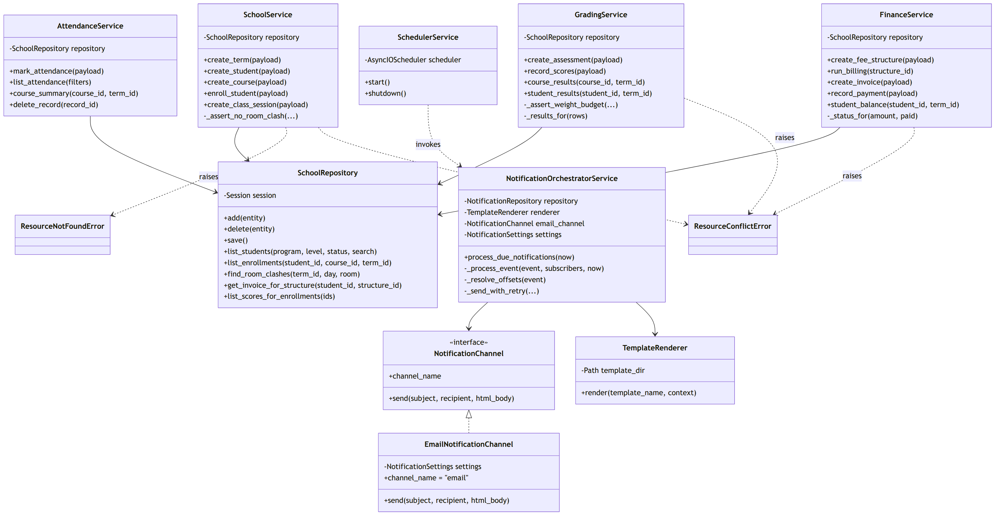 AttendanceService
-SchoolRepository repository
+mark_attendance(payload)
+list_attendance(filters)
+course_summary(course_id, term_id)
+delete_record(record_id)
SchoolService
-SchoolRepository repository
+create_term(payload)
+create_student(payload)
+create_course(payload)
+enroll_student(payload)
+create_class_session(payload)
-_assert_no_room_clash(...)
SchedulerService
-AsyncIOScheduler scheduler
+start()
+shutdown()
GradingService
-SchoolRepository repository
+create_assessment(payload)
+record_scores(payload)
+course_results(course_id, term_id)
+student_results(student_id, term_id)
-_assert_weight_budget(...)
-_results_for(rows)
FinanceService
-SchoolRepository repository
+create_fee_structure(payload)
+run_billing(structure_id)
+create_invoice(payload)
+record_payment(payload)
+student_balance(student_id, term_id)
-_status_for(amount, paid)
invokes
raises
raises
raises
SchoolRepository
-Session session
+add(entity)
+delete(entity)
+save()
+list_students(program, level, status, search)
+list_enrollments(student_id, course_id, term_id)
+find_room_clashes(term_id, day, room)
+get_invoice_for_structure(student_id, structure_id)
+list_scores_for_enrollments(ids)
NotificationOrchestratorService
-NotificationRepository repository
-TemplateRenderer renderer
-NotificationChannel email_channel
-NotificationSettings settings
+process_due_notifications(now)
-_process_event(event, subscribers, now)
-_resolve_offsets(event)
-_send_with_retry(...)
ResourceNotFoundError
ResourceConflictError
«interface»
NotificationChannel
+channel_name
+send(subject, recipient, html_body)
TemplateRenderer
-Path template_dir
+render(template_name, context)
EmailNotificationChannel
-NotificationSettings settings
+channel_name = "email"
+send(subject, recipient, html_body)